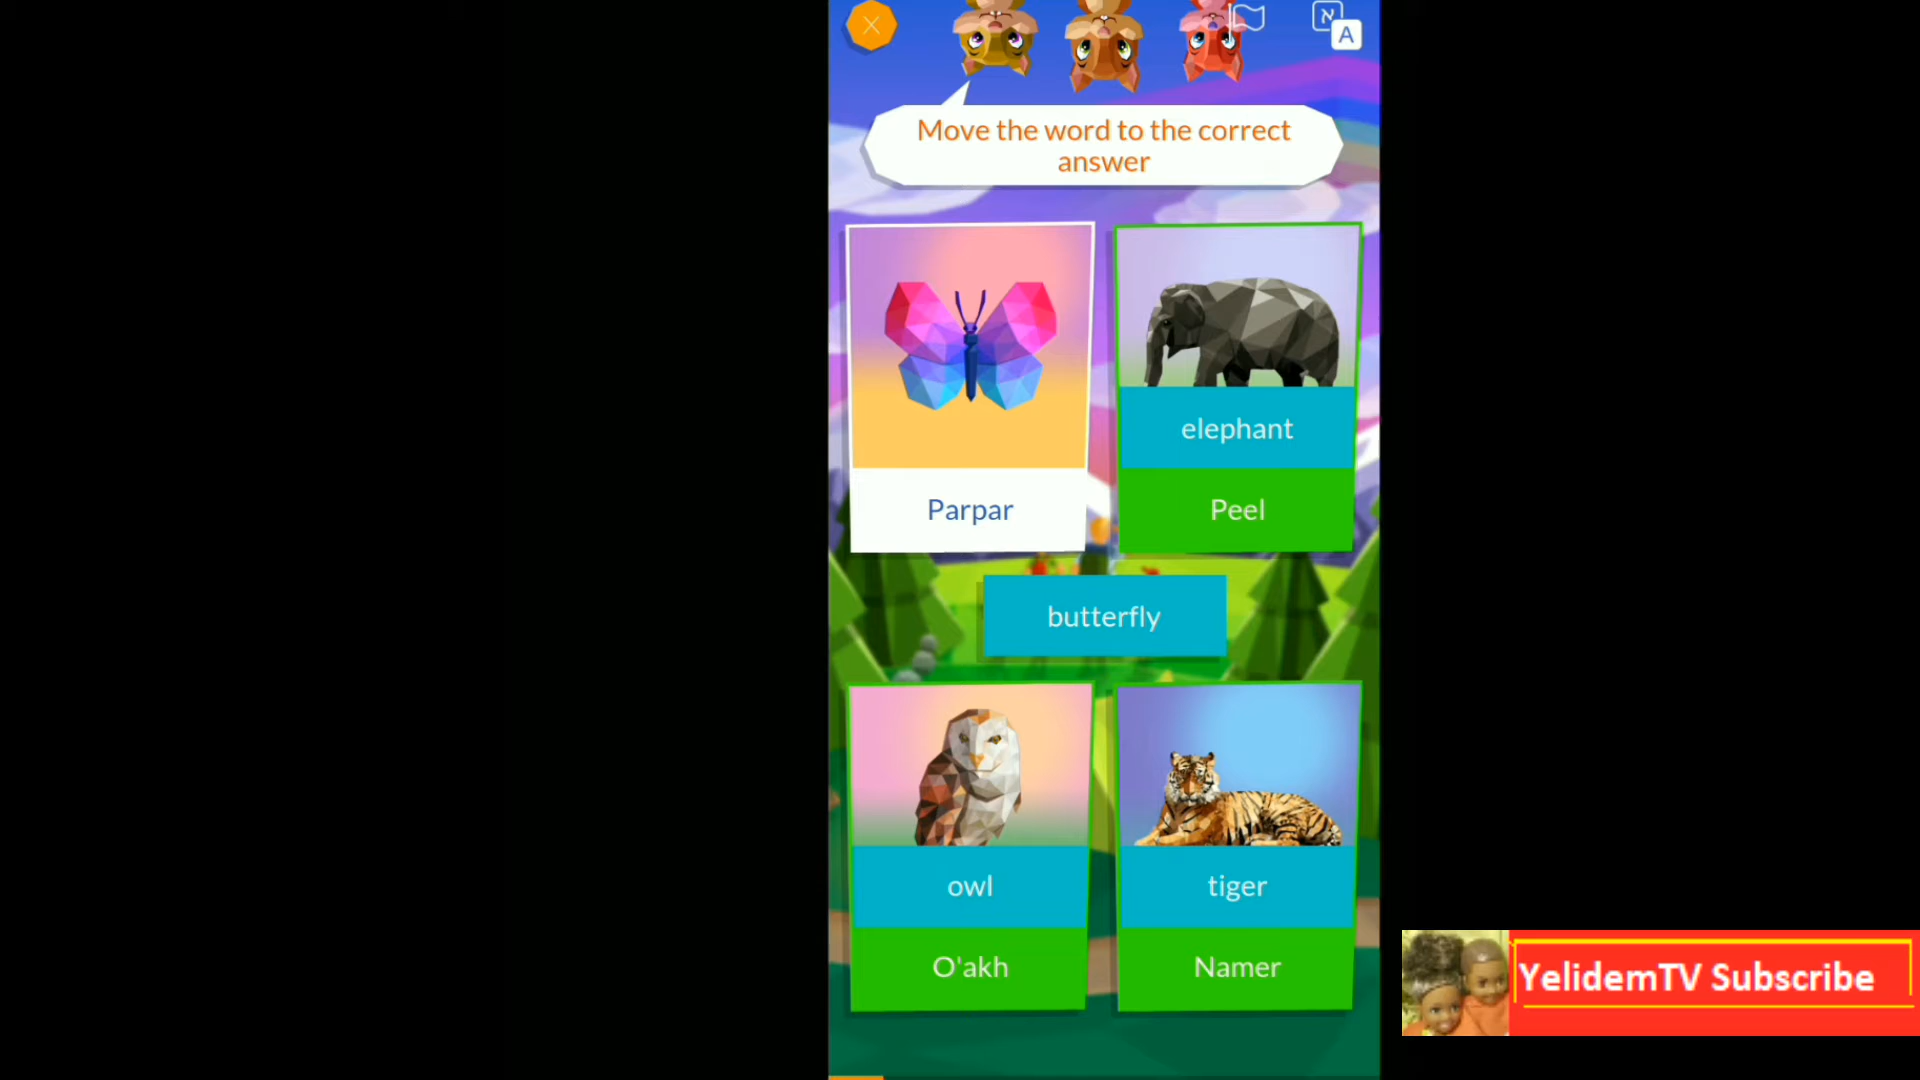 א
A
Move the word to the correct
answer
Parpar
elephant
Peel
butterfly
owl
O'akh
tiger
Namer
YelidemTV Subscribe